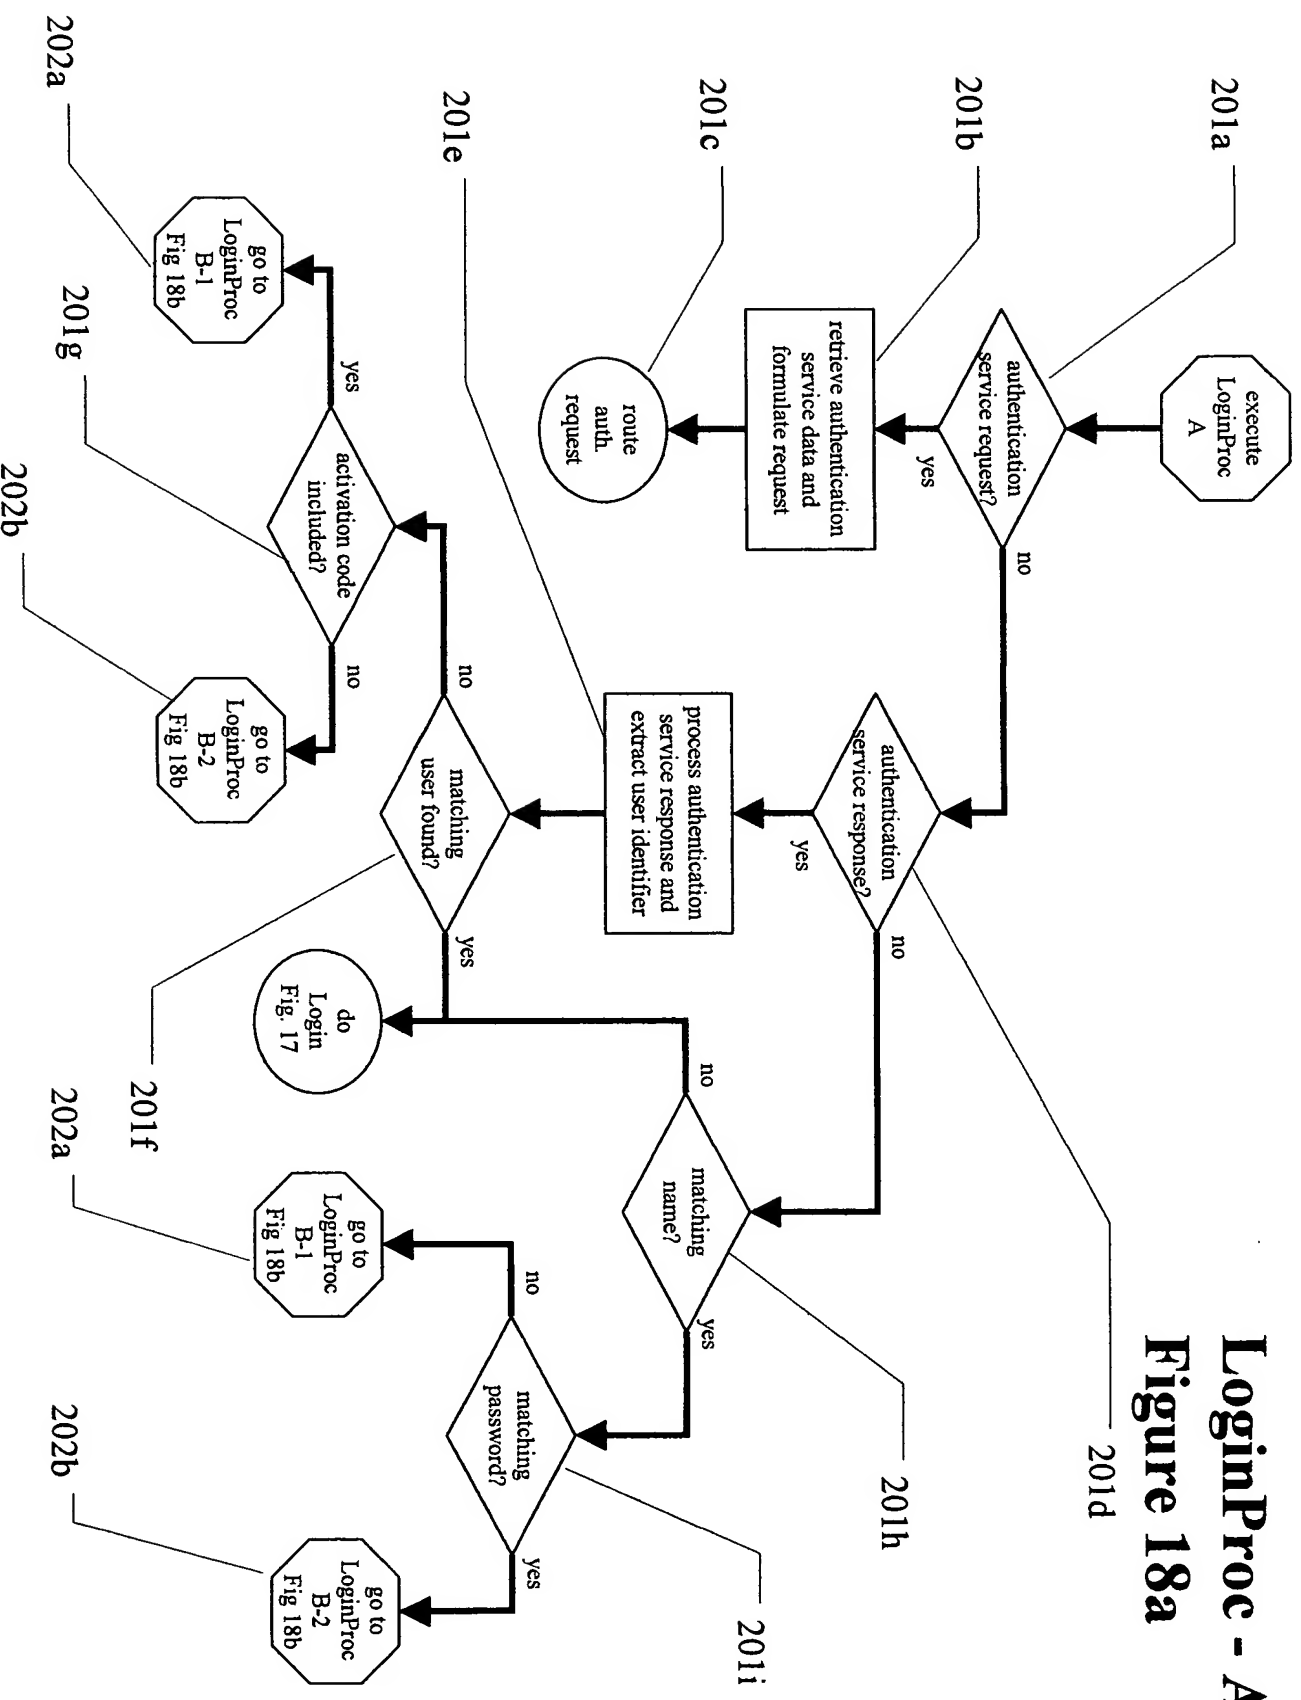 LoginProc - A
Figure 18a
execute
LoginProc
A
201a
authentication
service request?
yes
no
201b
retrieve authentication
service data and
formulate request
201c
route
auth.
request
201d
authentication
service response?
yes
no
201e
process authentication
service response and
extract user identifier
matching
user found?
no
yes
201f
201h
matching
name?
no
yes
do
Login
Fig. 17
201g
activation code
included?
yes
no
201i
matching
password?
no
yes
202a
go to
LoginProc
B-1
Fig 18b
202b
go to
LoginProc
B-2
Fig 18b
202a
go to
LoginProc
B-1
Fig 18b
202b
go to
LoginProc
B-2
Fig 18b